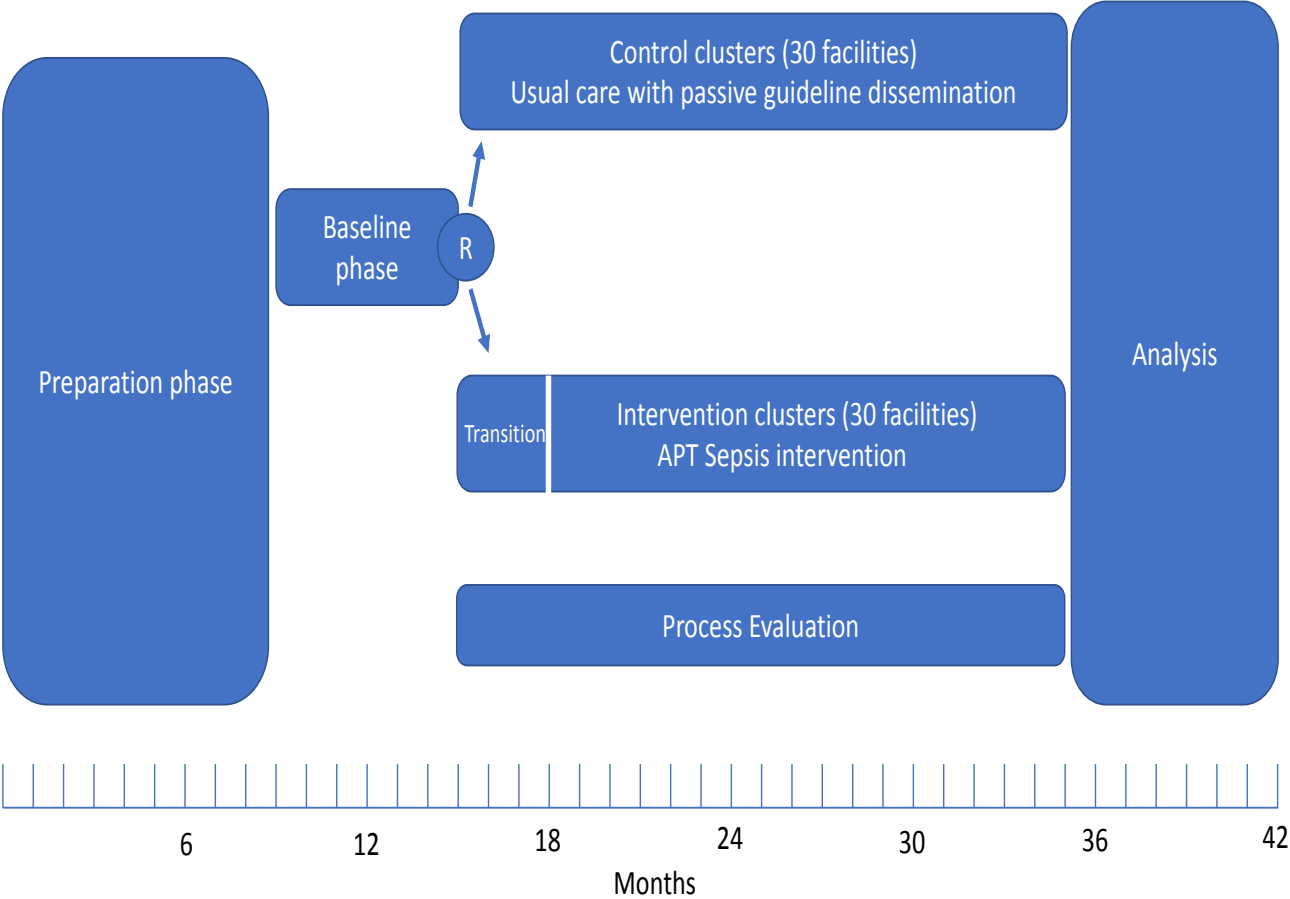 Preparation phase
Baseline
phase
R
Control clusters (30 facilities)
Usual care with passive guideline dissemination
Transition
Intervention clusters (30 facilities)
APT Sepsis intervention
Process Evaluation
Analysis
6 12 18 24 30 36 42
Months